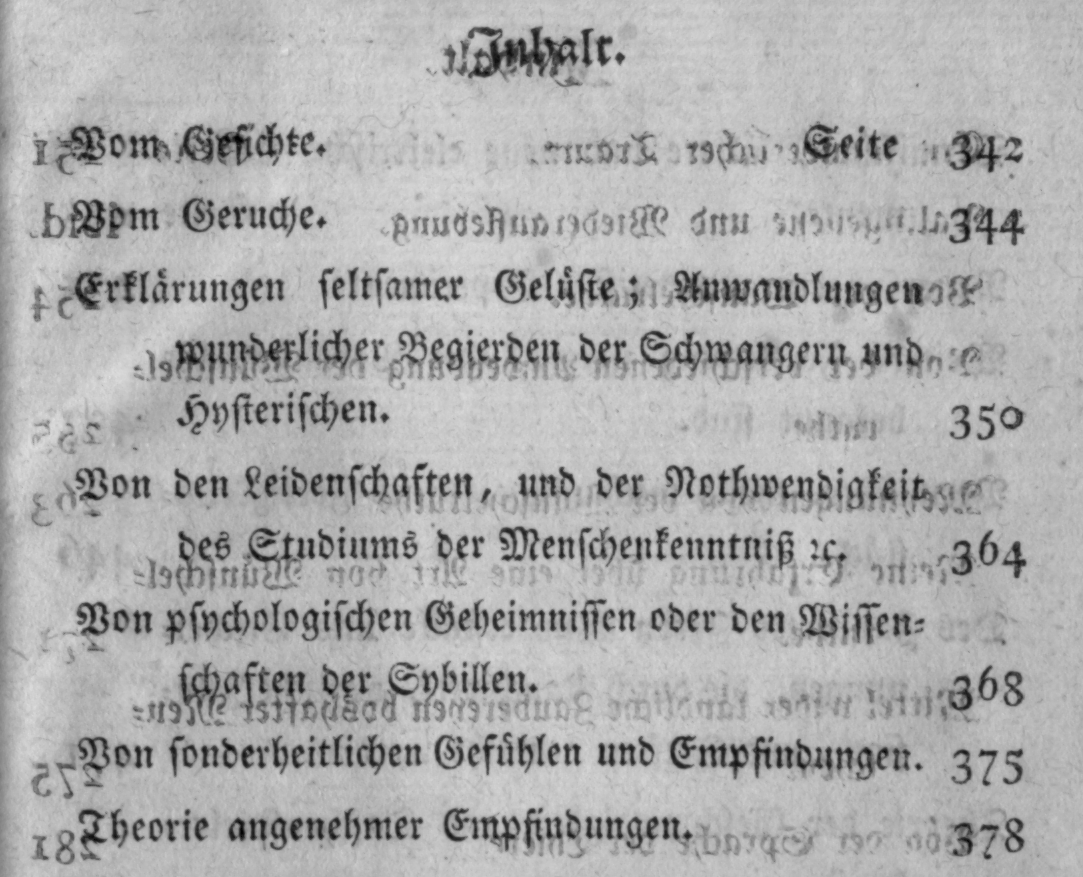 Inhalt.
Vom Gesichte. Seite 342
Vom Geruche. 344
Erklärungen seltsamer Gelüste; Anwandlungen
wunderlicher Begierden der Schwangern und
Hysterischen. 350
Von den Leidenschaften, und der Nothwendigkeit
des Studiums der Menschenkenntniß ꝛc. 364
Von psychologischen Geheimnissen oder den Wissen-
schaften der Sybillen. 368
Von sonderheitlichen Gefühlen und Empfindungen. 375
Theorie angenehmer Empfindungen. 378